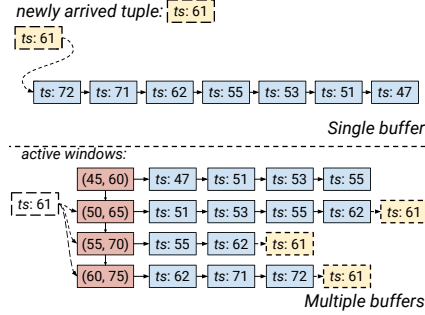 newly arrived tuple: ts: 61
ts: 61
ts: 72 ts: 71 ts: 62 ts: 55 ts: 53 ts: 51 ts: 47
Single buffer
active windows:
(45, 60) ts: 47 ts: 51 ts: 53 ts: 55
ts: 61 (50, 65) ts: 51 ts: 53 ts: 55 ts: 62 ts: 61
(55, 70) ts: 55 ts: 62 ts: 61
(60, 75) ts: 62 ts: 71 ts: 72 ts: 61
Multiple buffers